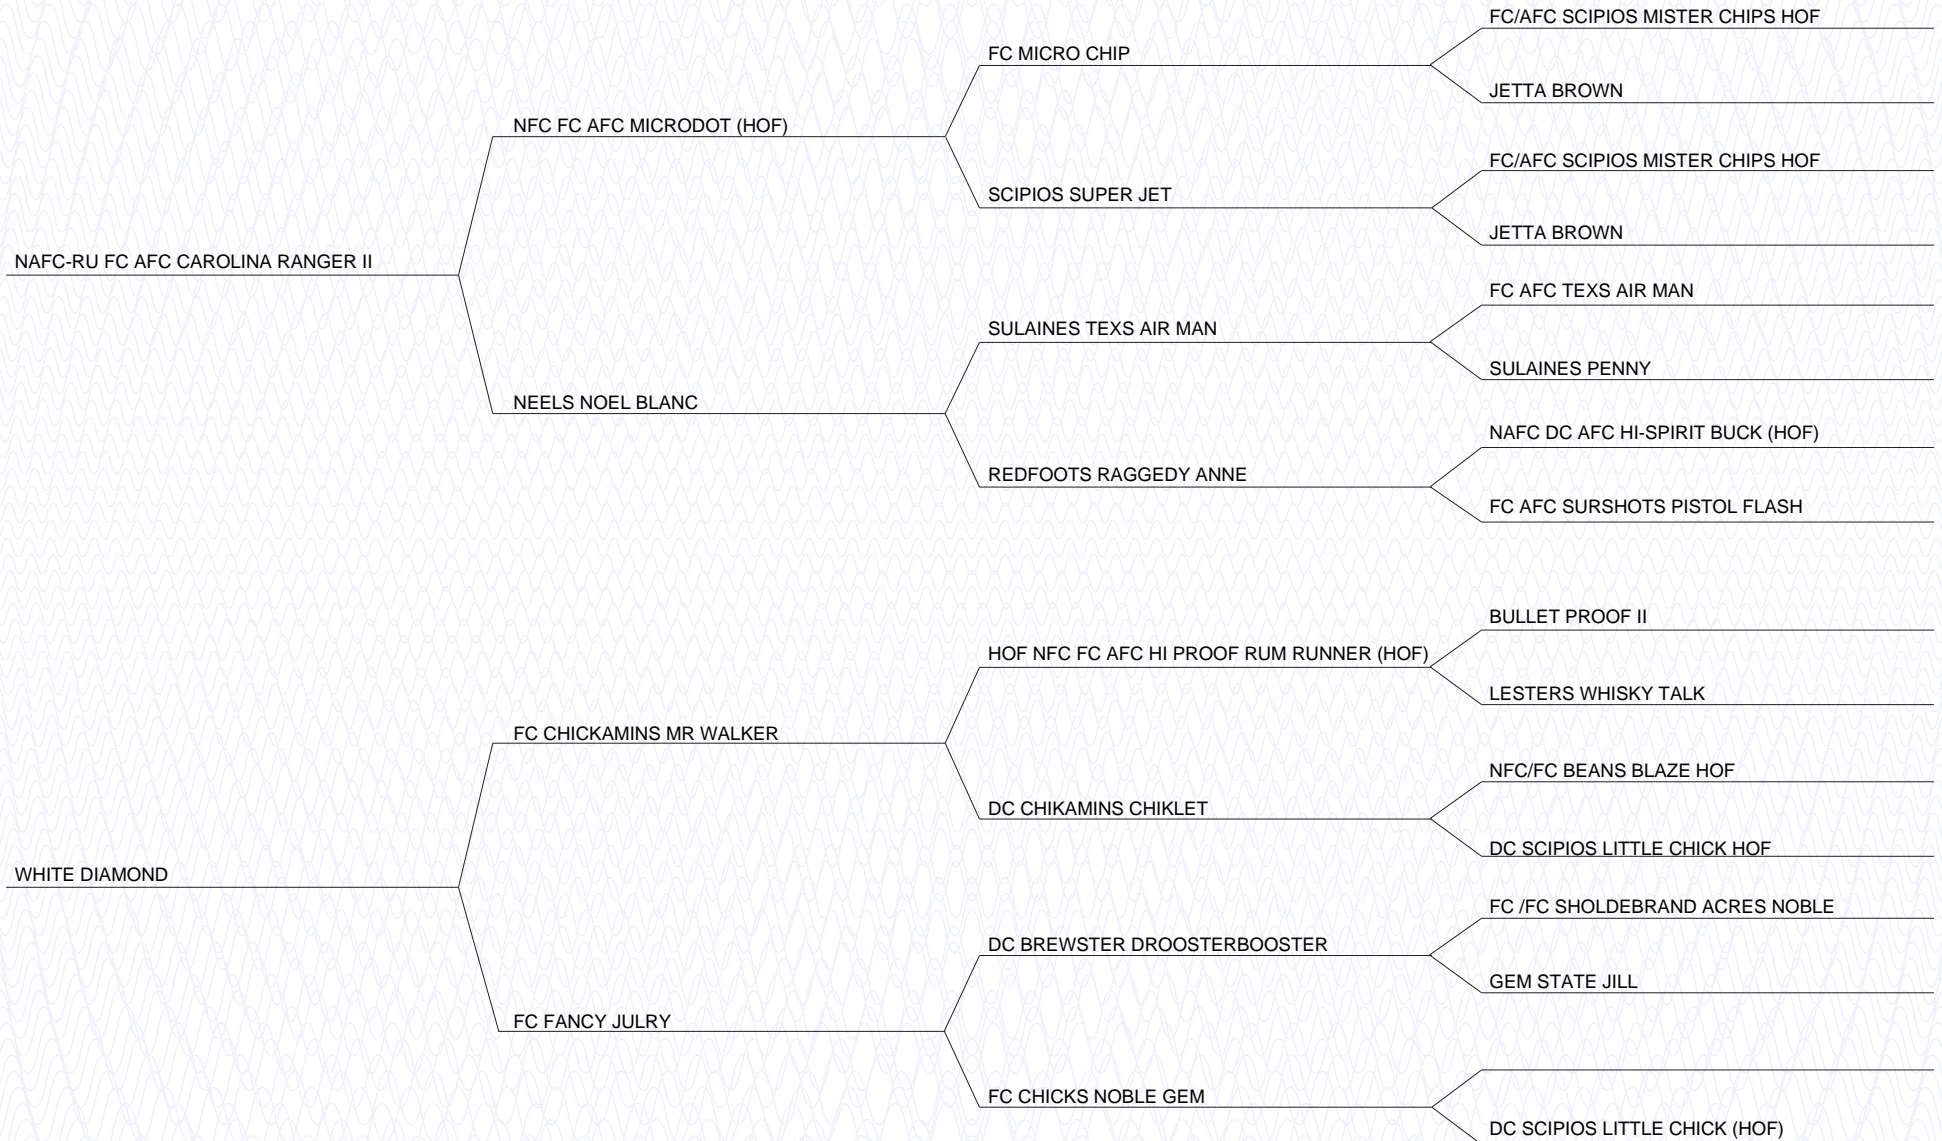 FC/AFC SCIPIOS MISTER CHIPS HOF
FC MICRO CHIP
JETTA BROWN
NFC FC AFC MICRODOT (HOF)
FC/AFC SCIPIOS MISTER CHIPS HOF
SCIPIOS SUPER JET
JETTA BROWN
NAFC-RU FC AFC CAROLINA RANGER II
FC AFC TEXS AIR MAN
SULAINES TEXS AIR MAN
SULAINES PENNY
NEELS NOEL BLANC
NAFC DC AFC HI-SPIRIT BUCK (HOF)
REDFOOTS RAGGEDY ANNE
FC AFC SURSHOTS PISTOL FLASH
BULLET PROOF II
HOF NFC FC AFC HI PROOF RUM RUNNER (HOF)
LESTERS WHISKY TALK
FC CHICKAMINS MR WALKER
NFC/FC BEANS BLAZE HOF
DC CHIKAMINS CHIKLET
DC SCIPIOS LITTLE CHICK HOF
WHITE DIAMOND
FC /FC SHOLDEBRAND ACRES NOBLE
DC BREWSTER DROOSTERBOOSTER
GEM STATE JILL
FC FANCY JULRY
FC CHICKS NOBLE GEM
DC SCIPIOS LITTLE CHICK (HOF)